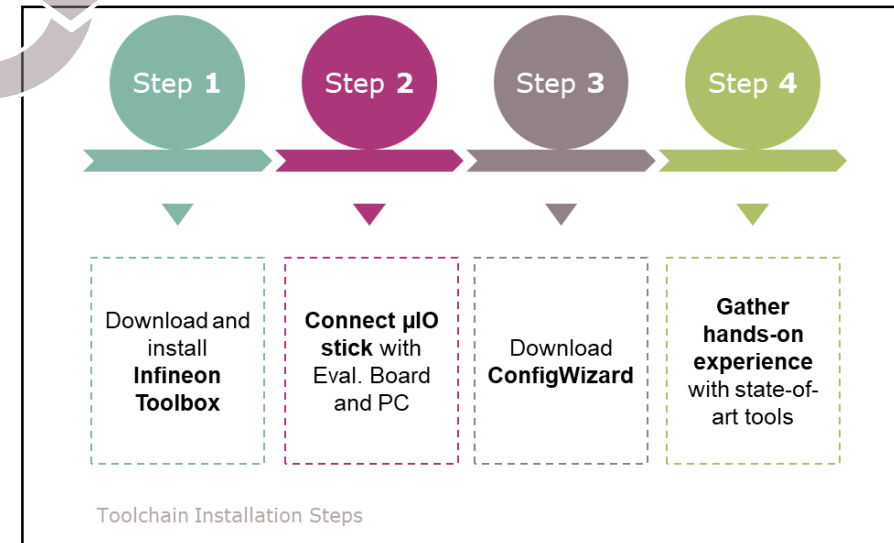 Step 1
Step 2
Step 3
Step 4
Download and
install
Infineon
Toolbox
Connect µIO
stick with
Eval. Board
and PC
Download
ConfigWizard
Gather
hands-on
experience
with state-of-
art tools
Toolchain Installation Steps